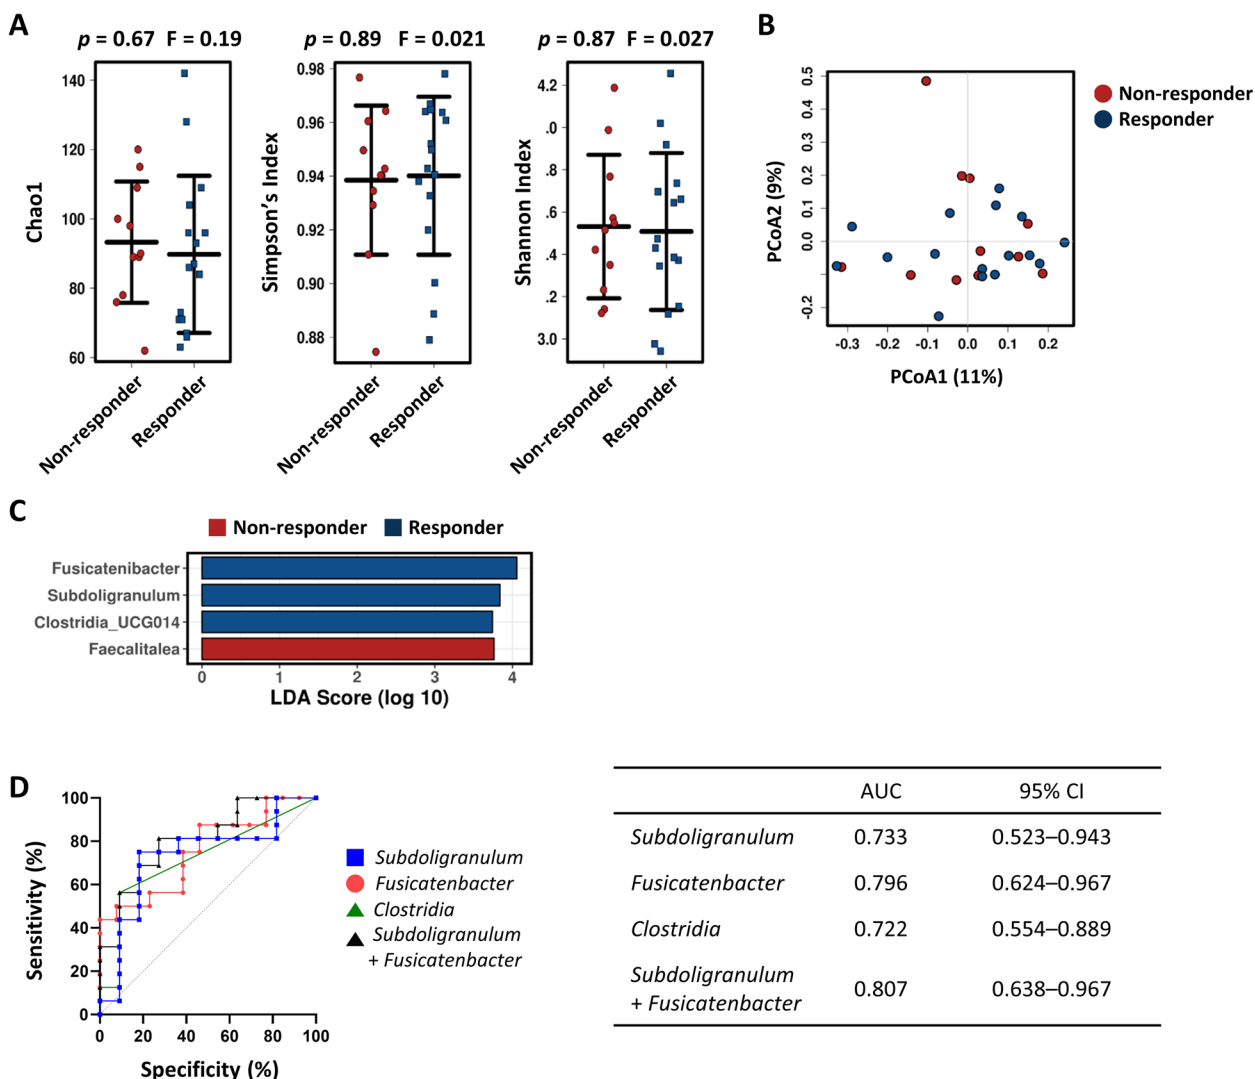 A
p = 0.67 F = 0.19
p = 0.89 F = 0.021
p = 0.87 F = 0.027
Chao1
140
120
100
80
60
Non-responder
Responder
Simpson's Index
0.98
0.96
0.94
0.92
0.90
0.88
Non-responder
Responder
Shannon Index
4.2
.0
.8
.6
.4
.2
3.0
Non-responder
Responder
B
PCoA2 (9%)
0.5
0.4
0.3
0.2
0.1
0.0
-0.2
-0.3
-0.2
-0.1
0.0
0.1
0.2
PCoA1 (11%)
Non-responder
Responder
C
Non-responder
Responder
Fusicatenibacter
Subdoligranulum
Clostridia_UCG014
Faecalitalea
0
1
2
3
4
LDA Score (log 10)
D
Sensitivity (%)
100
80
60
40
20
0
0
20
40
60
80
100
Specificity (%)
Subdoligranulum
Fusicatenbacter
Clostridia
Subdoligranulum
+ Fusicatenbacter
AUC 95% CI
Subdoligranulum 0.733 0.523–0.943
Fusicatenbacter 0.796 0.624–0.967
Clostridia 0.722 0.554–0.889
Subdoligranulum
+ Fusicatenbacter 0.807 0.638–0.967